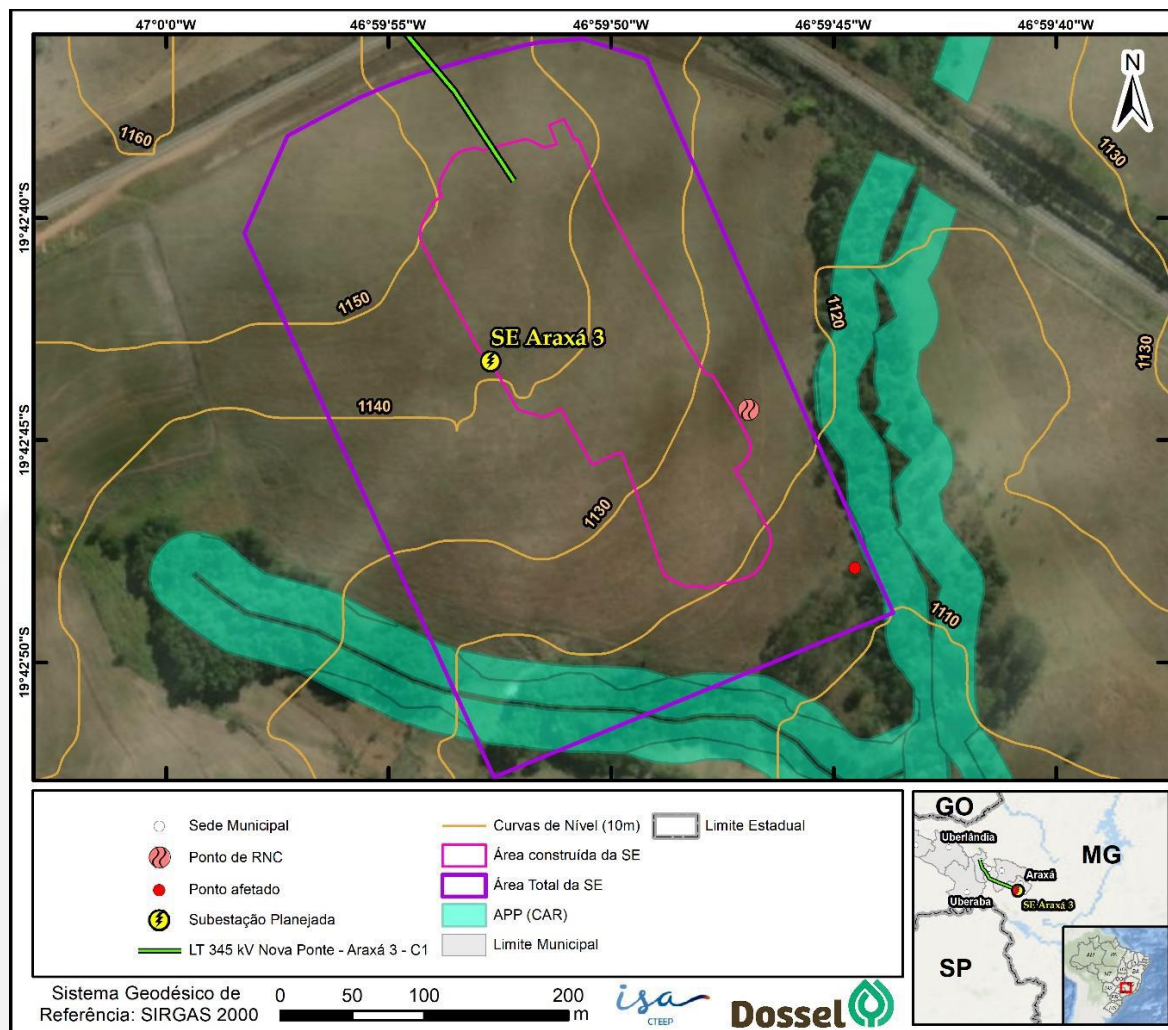 47°0'0"W
46°59'55"W
46°59'50"W
46°59'45"W
46°59'40"W
N
1160
1130
19°42'40"S
1150
1120
SE Araxá 3
1130
1140
19°42'45"S
1130
1110
19°42'50"S
Sede Municipal
Curvas de Nível (10m)
Limite Estadual
Ponto de RNC
Área construída da SE
Ponto afetado
Área Total da SE
Subestação Planejada
APP (CAR)
LT 345 kV Nova Ponte - Araxá 3 - C1
Limite Municipal
GO
Uberlândia
MG
Araxá
Uberaba
SE Araxá 3
SP
Sistema Geodésico de
Referência: SIRGAS 2000
0 50 100 200
m
isa
CTEEP
Dossel